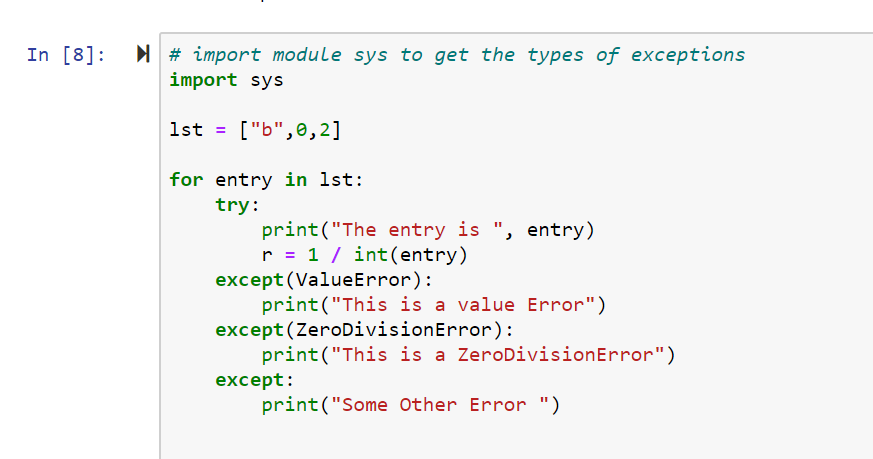 In [8]:
# import module sys to get the types of exceptions
import sys
lst = ["b",0,2]
for entry in lst:
    try:
        print("The entry is ", entry)
        r = 1 / int(entry)
    except(ValueError):
        print("This is a value Error")
    except(ZeroDivisionError):
        print("This is a ZeroDivisionError")
    except:
        print("Some Other Error ")